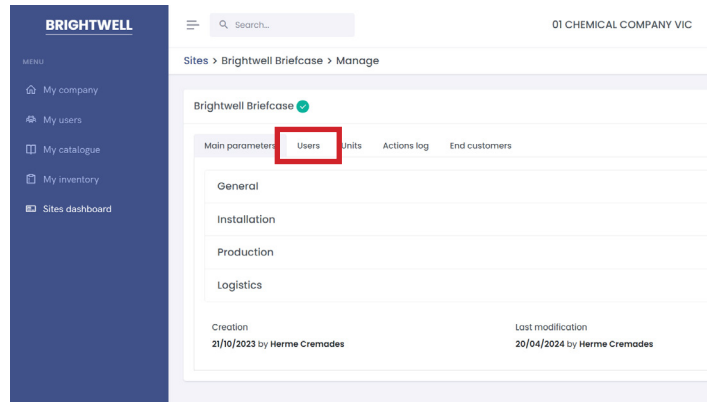 BRIGHTWELL
Search...
01 CHEMICAL COMPANY VIC
MENU
Sites > Brightwell Briefcase > Manage
My company
My users
My catalogue
My inventory
Sites dashboard
Brightwell Briefcase
Main parameters Users Units Actions log End customers
General
Installation
Production
Logistics
Creation
21/10/2023 by Herme Cremades
Last modification
20/04/2024 by Herme Cremades